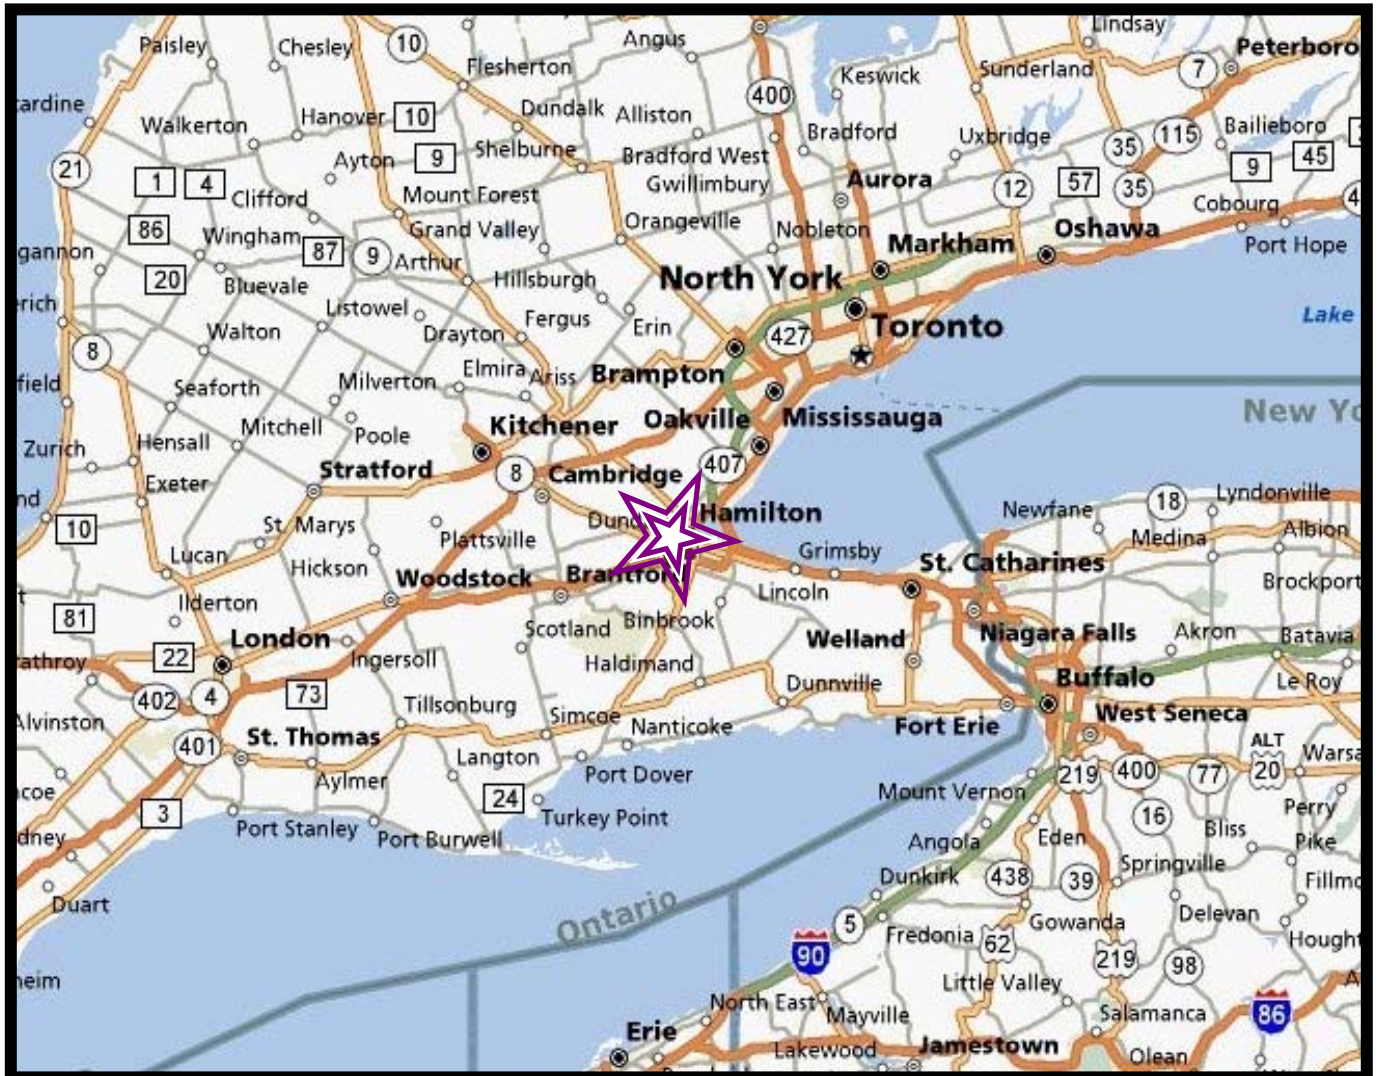 Paisley
Chesley
10
Angus
Lindsay
Peterboro
Flesherton
400
Keswick
Sunderland
7
ardine
Walkerton
Hanover
10
Dundalk
Alliston
Bradford
Uxbridge
35
115
Bailieboro
21
Ayton
9
Shelburne
Bradford West
Gwillimbury
Aurora
12
57
35
9
45
1
4
Clifford
Mount Forest
Cobourg
86
Wingham
87
9
Grand Valley
Orangeville
Nobleton
Markham
Oshawa
Port Hope
gannon
20
Bluevale
Arthur
Hillsburgh
North York
erich
Listowel
Drayton
Fergus
Erin
427
Toronto
Lake
8
Walton
Elmira
Ariss
Brampton
field
Seaforth
Milverton
Kitchener
Oakville
Mississauga
New Yo
Zurich
Hensall
Mitchell
Poole
Stratford
8
Cambridge
407
Exeter
nd
10
St. Marys
Plattsville
Dund
Hamilton
Newfane
18
Lyndonville
Lucan
Hickson
Grimsby
Medina
Albion
Woodstock
Brantford
St. Catharines
Lincoln
Brockport
81
Ilderton
Scotland
Binbrook
London
Welland
Niagara Falls
Akron
Batavia
athroy
22
Ingersoll
Haldimand
402
4
73
Tillsonburg
Dunnville
Buffalo
Le Roy
Alvinston
Simcoe
Nanticoke
Fort Erie
West Seneca
401
St. Thomas
Langton
ALT
20
Warsa
Aylmer
Port Dover
219
400
77
ncoe
24
Mount Vernon
16
Perry
3
Port Stanley
Port Burwell
Turkey Point
Angola
Eden
Bliss
Pike
dney
Dunkirk
438
39
Springville
Fillmo
Duart
Ontario
5
Fredonia
Gowanda
Delevan
Hought
90
62
219
98
heim
Little Valley
North East
Mayville
Salamanca
86
Erie
Lakewood
Jamestown
Olean